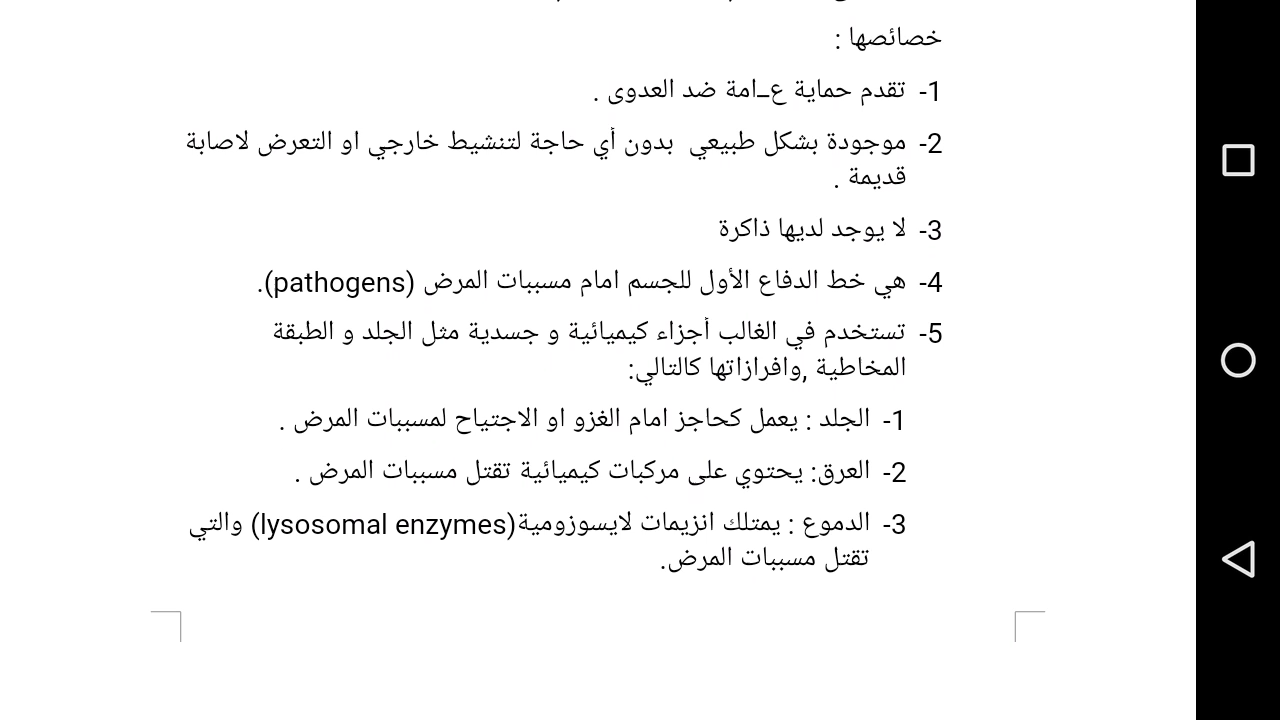 خصائصها :
1- تقدم حماية عــامة ضد العدوى .
2- موجودة بشكل طبيعي بدون أي حاجة لتنشيط خارجي او التعرض لاصابة
قديمة .
3- لا يوجد لديها ذاكرة
4- هي خط الدفاع الأول للجسم امام مسببات المرض (pathogens).
5- تستخدم في الغالب أجزاء كيميائية و جسدية مثل الجلد و الطبقة
المخاطية ,وافرازاتها كالتالي:
1- الجلد : يعمل كحاجز امام الغزو او الاجتياح لمسببات المرض .
2- العرق: يحتوي على مركبات كيميائية تقتل مسببات المرض .
3- الدموع : يمتلك انزيمات لايسوزومية(lysosomal enzymes) والتي
تقتل مسببات المرض.